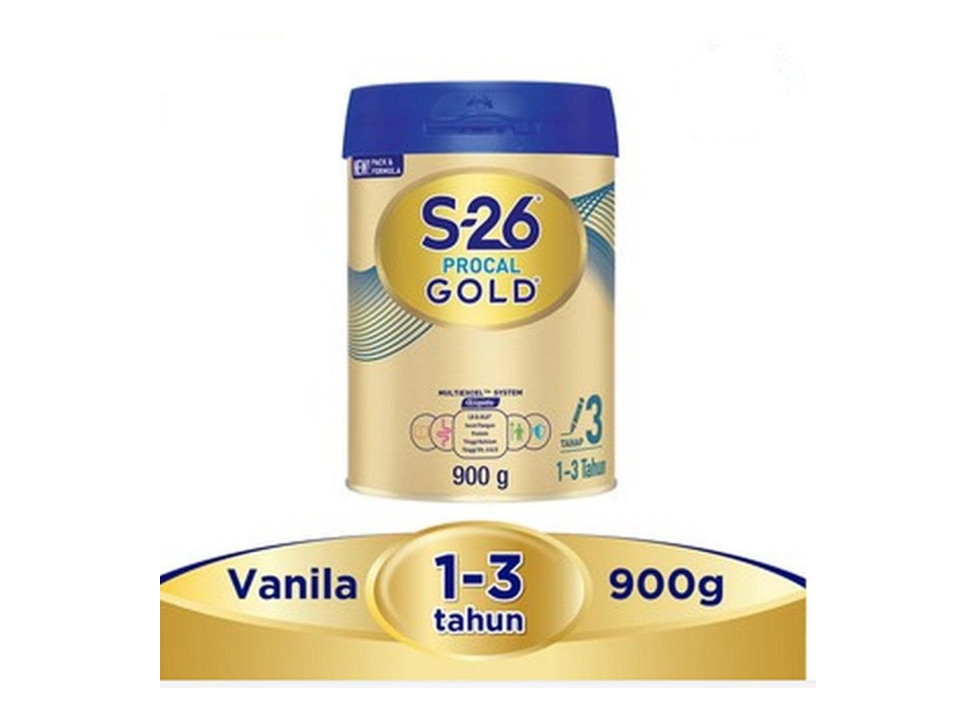 NEW! PACK & FORMULA
S-26
PROCAL
GOLD
MULTIEXCEL™ SYSTEM
900 g
TAHAP 3
1-3 Tahun
Vanila
1-3
tahun
900g